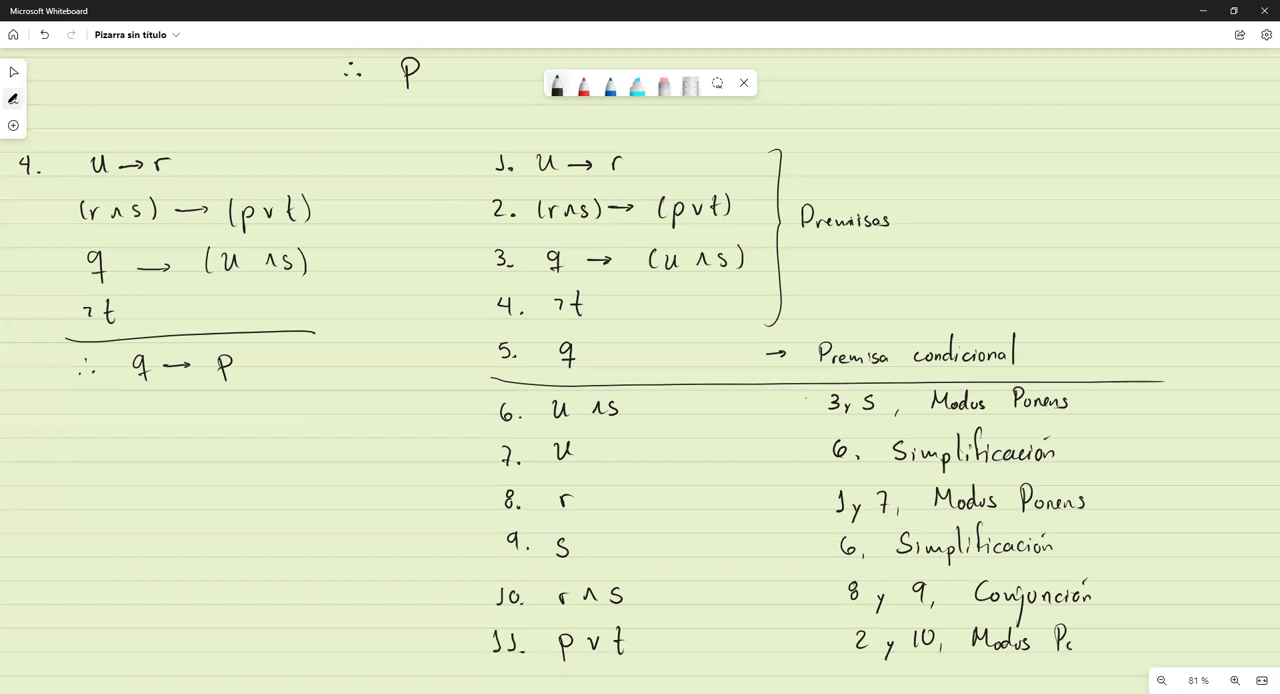 Microsoft Whiteboard
Pizarra sin título
∴ p
4. u → r
(r ∧ s) → (p ∨ t)
q → (u ∧ s)
¬t
∴ q → p
1. u → r
2. (r∧s) → (p∨t)
3. q → (u ∧ s)
4. ¬t
Premisas
5. q → Premisa condicional
6. u ∧s 3 y 5, Modus Ponens
7. u 6, Simplificación
8. r 1 y 7, Modus Ponens
9. s 6, Simplificación
10. r ∧ s 8 y 9, Conjunción
11. p ∨ t 2 y 10, Modus Po
81 %